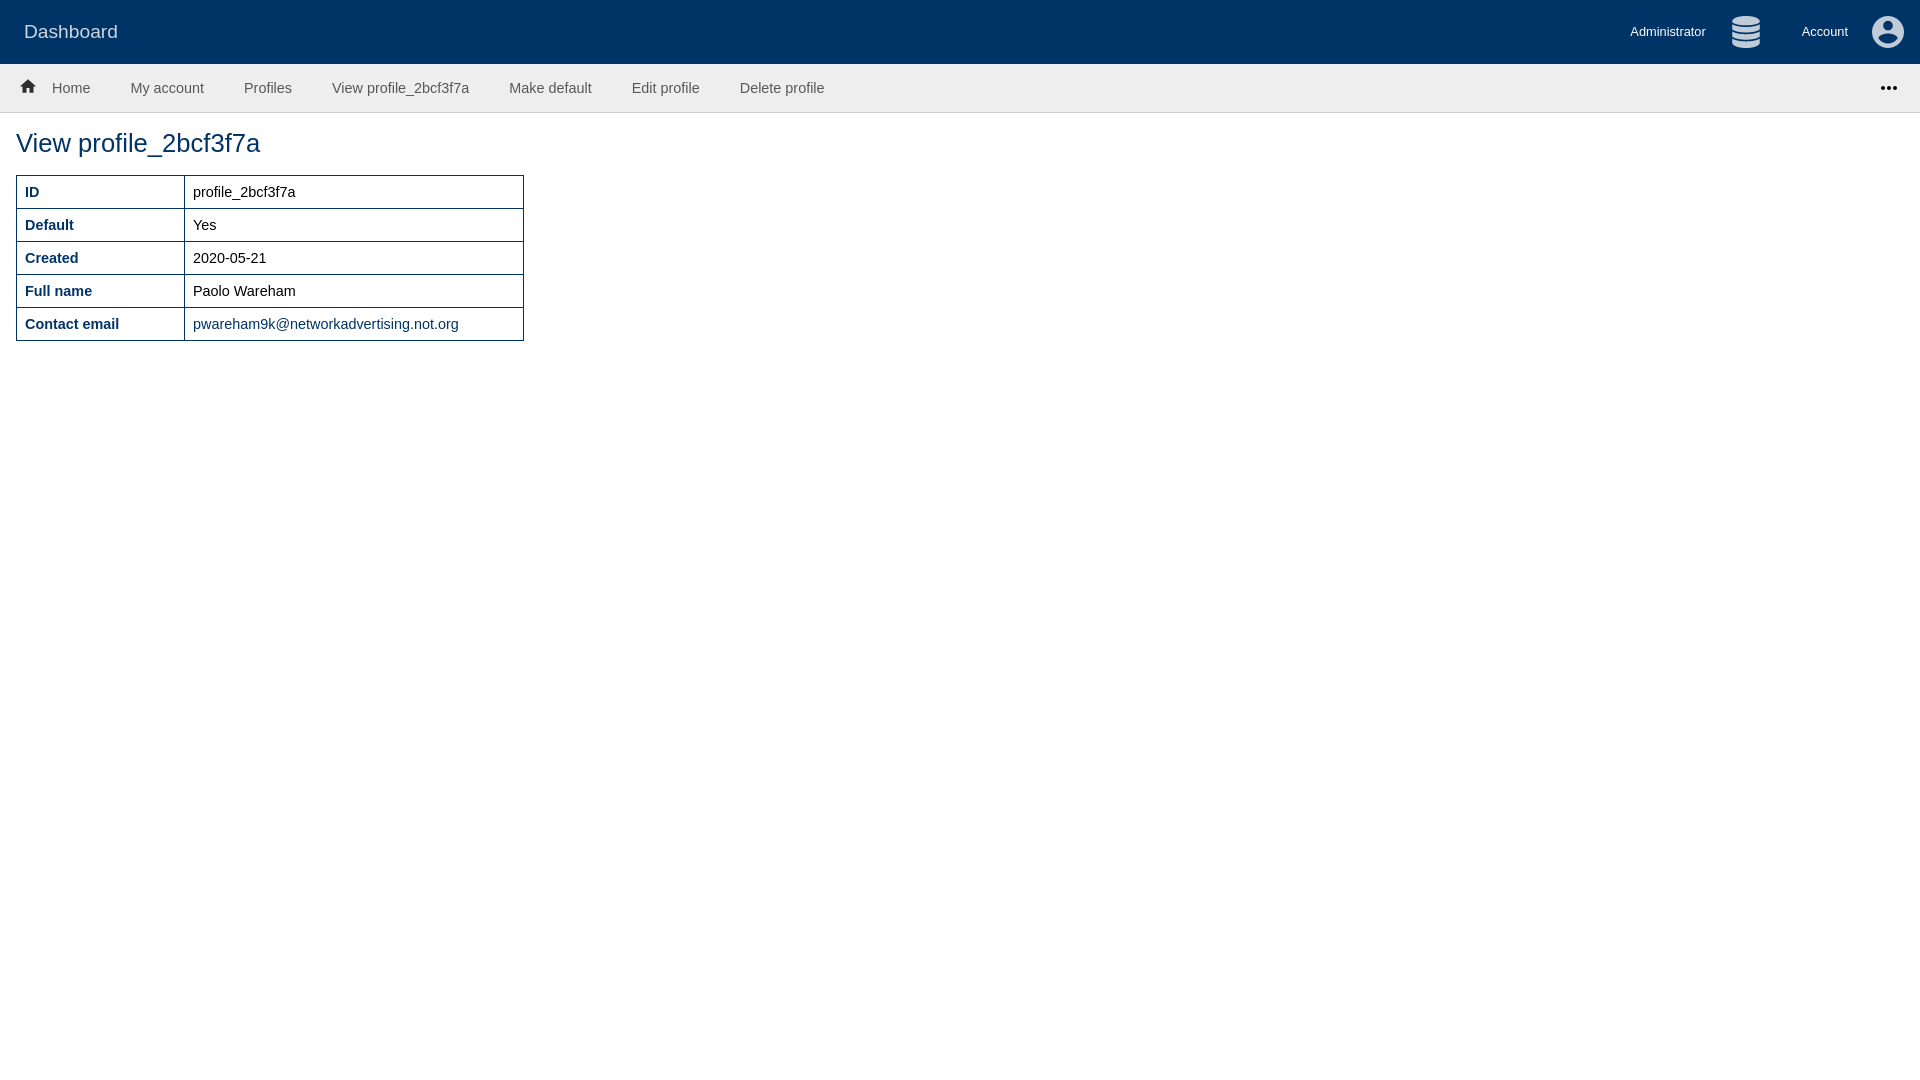 Dashboard
Administrator
Account
Home
My account
Profiles
View profile_2bcf3f7a
Make default
Edit profile
Delete profile
View profile_2bcf3f7a
ID profile_2bcf3f7a
Default Yes
Created 2020-05-21
Full name Paolo Wareham
Contact email pwareham9k@networkadvertising.not.org